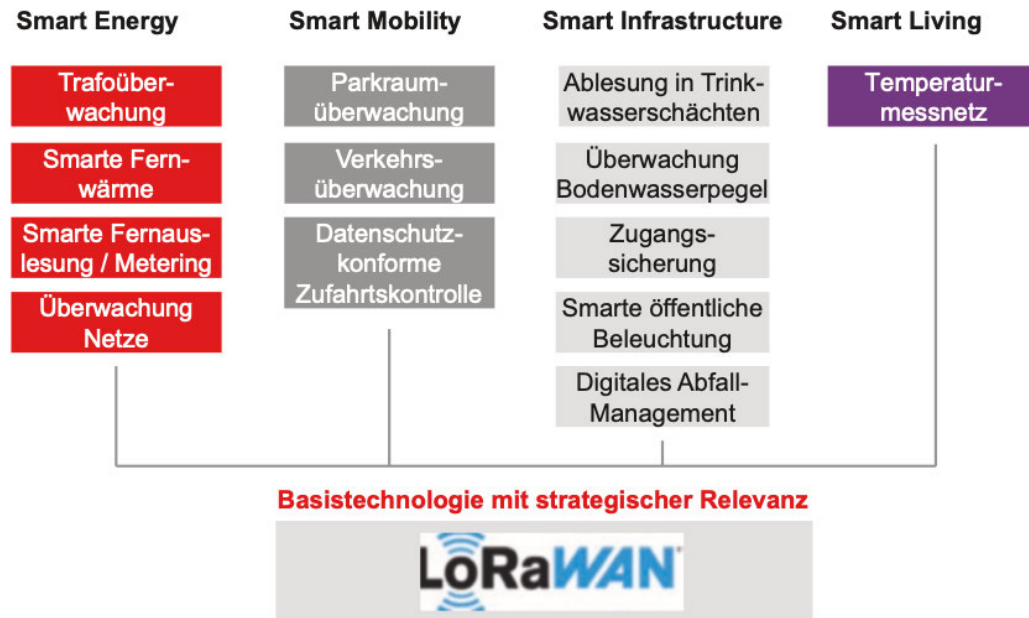 Smart Energy
Smart Mobility
Smart Infrastructure
Smart Living
Trafoüber-
wachung
Smarte Fern-
wärme
Smarte Fernaus-
lesung / Metering
Überwachung
Netze
Parkraum-
überwachung
Verkehrs-
überwachung
Datenschutz-
konforme
Zufahrtskontrolle
Ablesung in Trink-
wasserschächten
Überwachung
Bodenwasserpegel
Zugangs-
sicherung
Smarte öffentliche
Beleuchtung
Digitales Abfall-
Management
Temperatur-
messnetz
Basistechnologie mit strategischer Relevanz
LoRaWAN